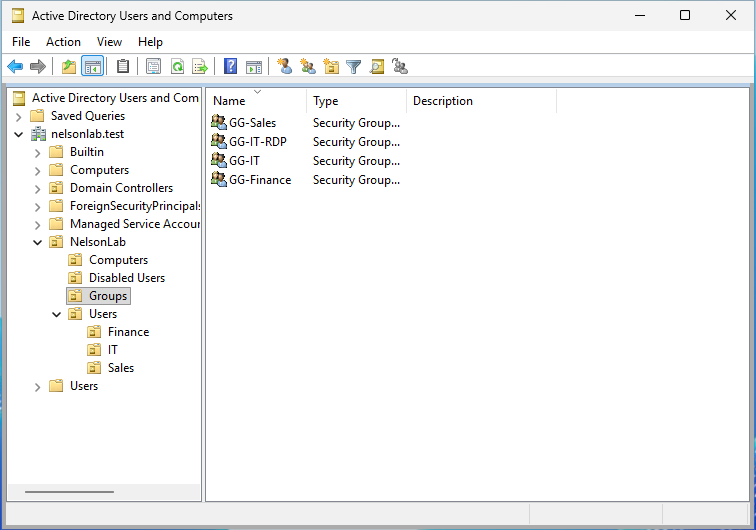 Active Directory Users and Computers
File Action View Help
Active Directory Users and Com
Saved Queries
nelsonlab.test
Builtin
Computers
Domain Controllers
ForeignSecurityPrincipals
Managed Service Accour
NelsonLab
Computers
Disabled Users
Groups
Users
Finance
IT
Sales
Users
Name Type Description
GG-Sales Security Group...
GG-IT-RDP Security Group...
GG-IT Security Group...
GG-Finance Security Group...